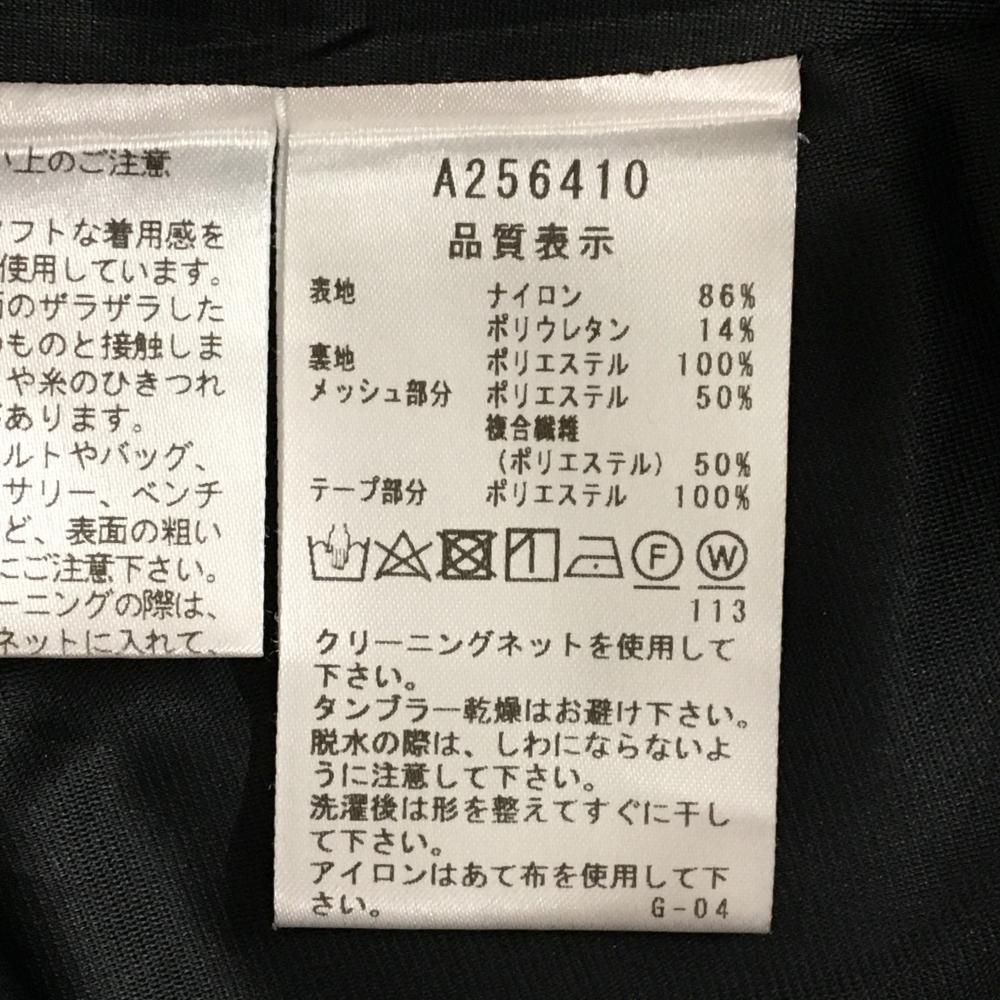 い上のご注意
ソフトな着用感を
使用しています。
面のザラザラした
のものと接触しま
や糸のひきつれ
があります。
ルトやバッグ、
サリー、ベンチ
ど、表面の粗い
にご注意下さい。
ーニングの際は、
ネットに入れて、
A256410
品質表示
表地 ナイロン 86%
ポリウレタン 14%
裏地 ポリエステル 100%
メッシュ部分 ポリエステル 50%
複合繊維
(ポリエステル) 50%
テープ部分 ポリエステル 100%
F W
113
クリーニングネットを使用して
下さい。
タンブラー乾燥はお避け下さい。
脱水の際は、しわにならないよ
うに注意して下さい。
洗濯後は形を整えてすぐに干し
て下さい。
アイロンはあて布を使用して下
さい。 G-04